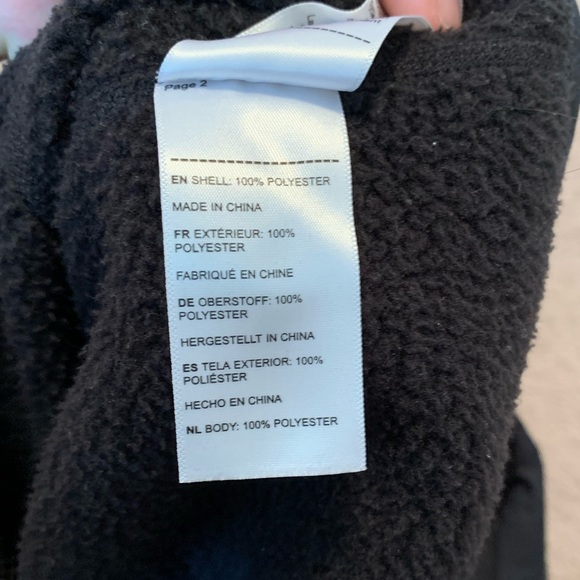 Page 2
EN SHELL: 100% POLYESTER
MADE IN CHINA
FR EXTÉRIEUR: 100%
POLYESTER
FABRIQUÉ EN CHINE
DE OBERSTOFF: 100%
POLYESTER
HERGESTELLT IN CHINA
ES TELA EXTERIOR: 100%
POLIÉSTER
HECHO EN CHINA
NL BODY: 100% POLYESTER